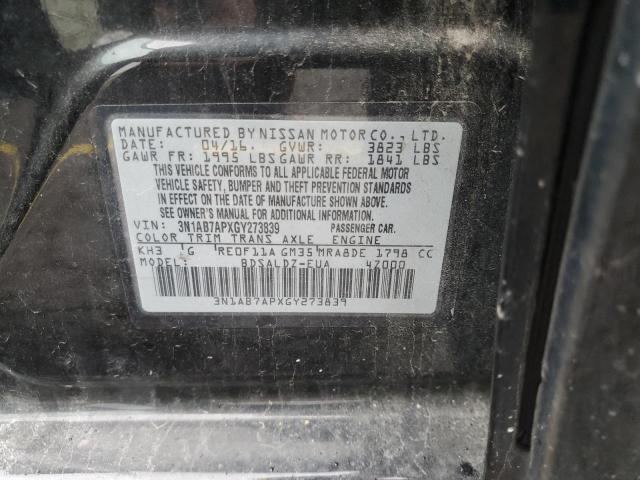 MANUFACTURED BY NISSAN MOTOR CO., LTD.
DATE: 04/16. GVWR: 3823 LBS
GAWR FR: 1995 LBS GAWR RR: 1841 LBS
THIS VEHICLE CONFORMS TO ALL APPLICABLE FEDERAL MOTOR
VEHICLE SAFETY, BUMPER AND THEFT PREVENTION STANDARDS
IN EFFECT ON THE DATE OF MANUFACTURE SHOWN ABOVE.
SEE OWNER'S MANUAL FOR ADDITIONAL INFORMATION.
VIN: 3N1AB7APXGY273839 PASSENGER CAR.
COLOR TRIM TRANS AXLE ENGINE
KH3 G RE0F11A GM35 MRA8DE 1798 CC
MODEL: BDSALDZ-EUA 47000
3N1AB7APXGY273839